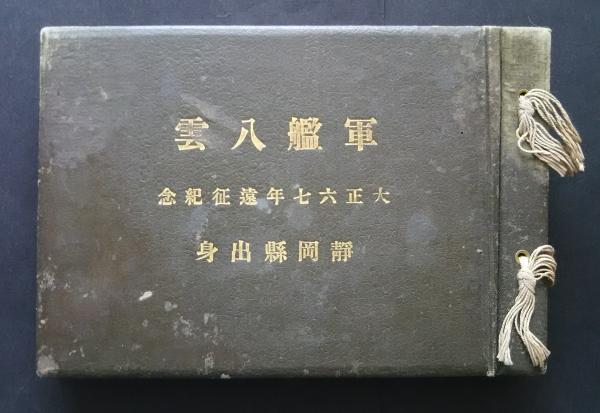 軍艦八雲
大正六七年遠征紀念
靜岡縣出身